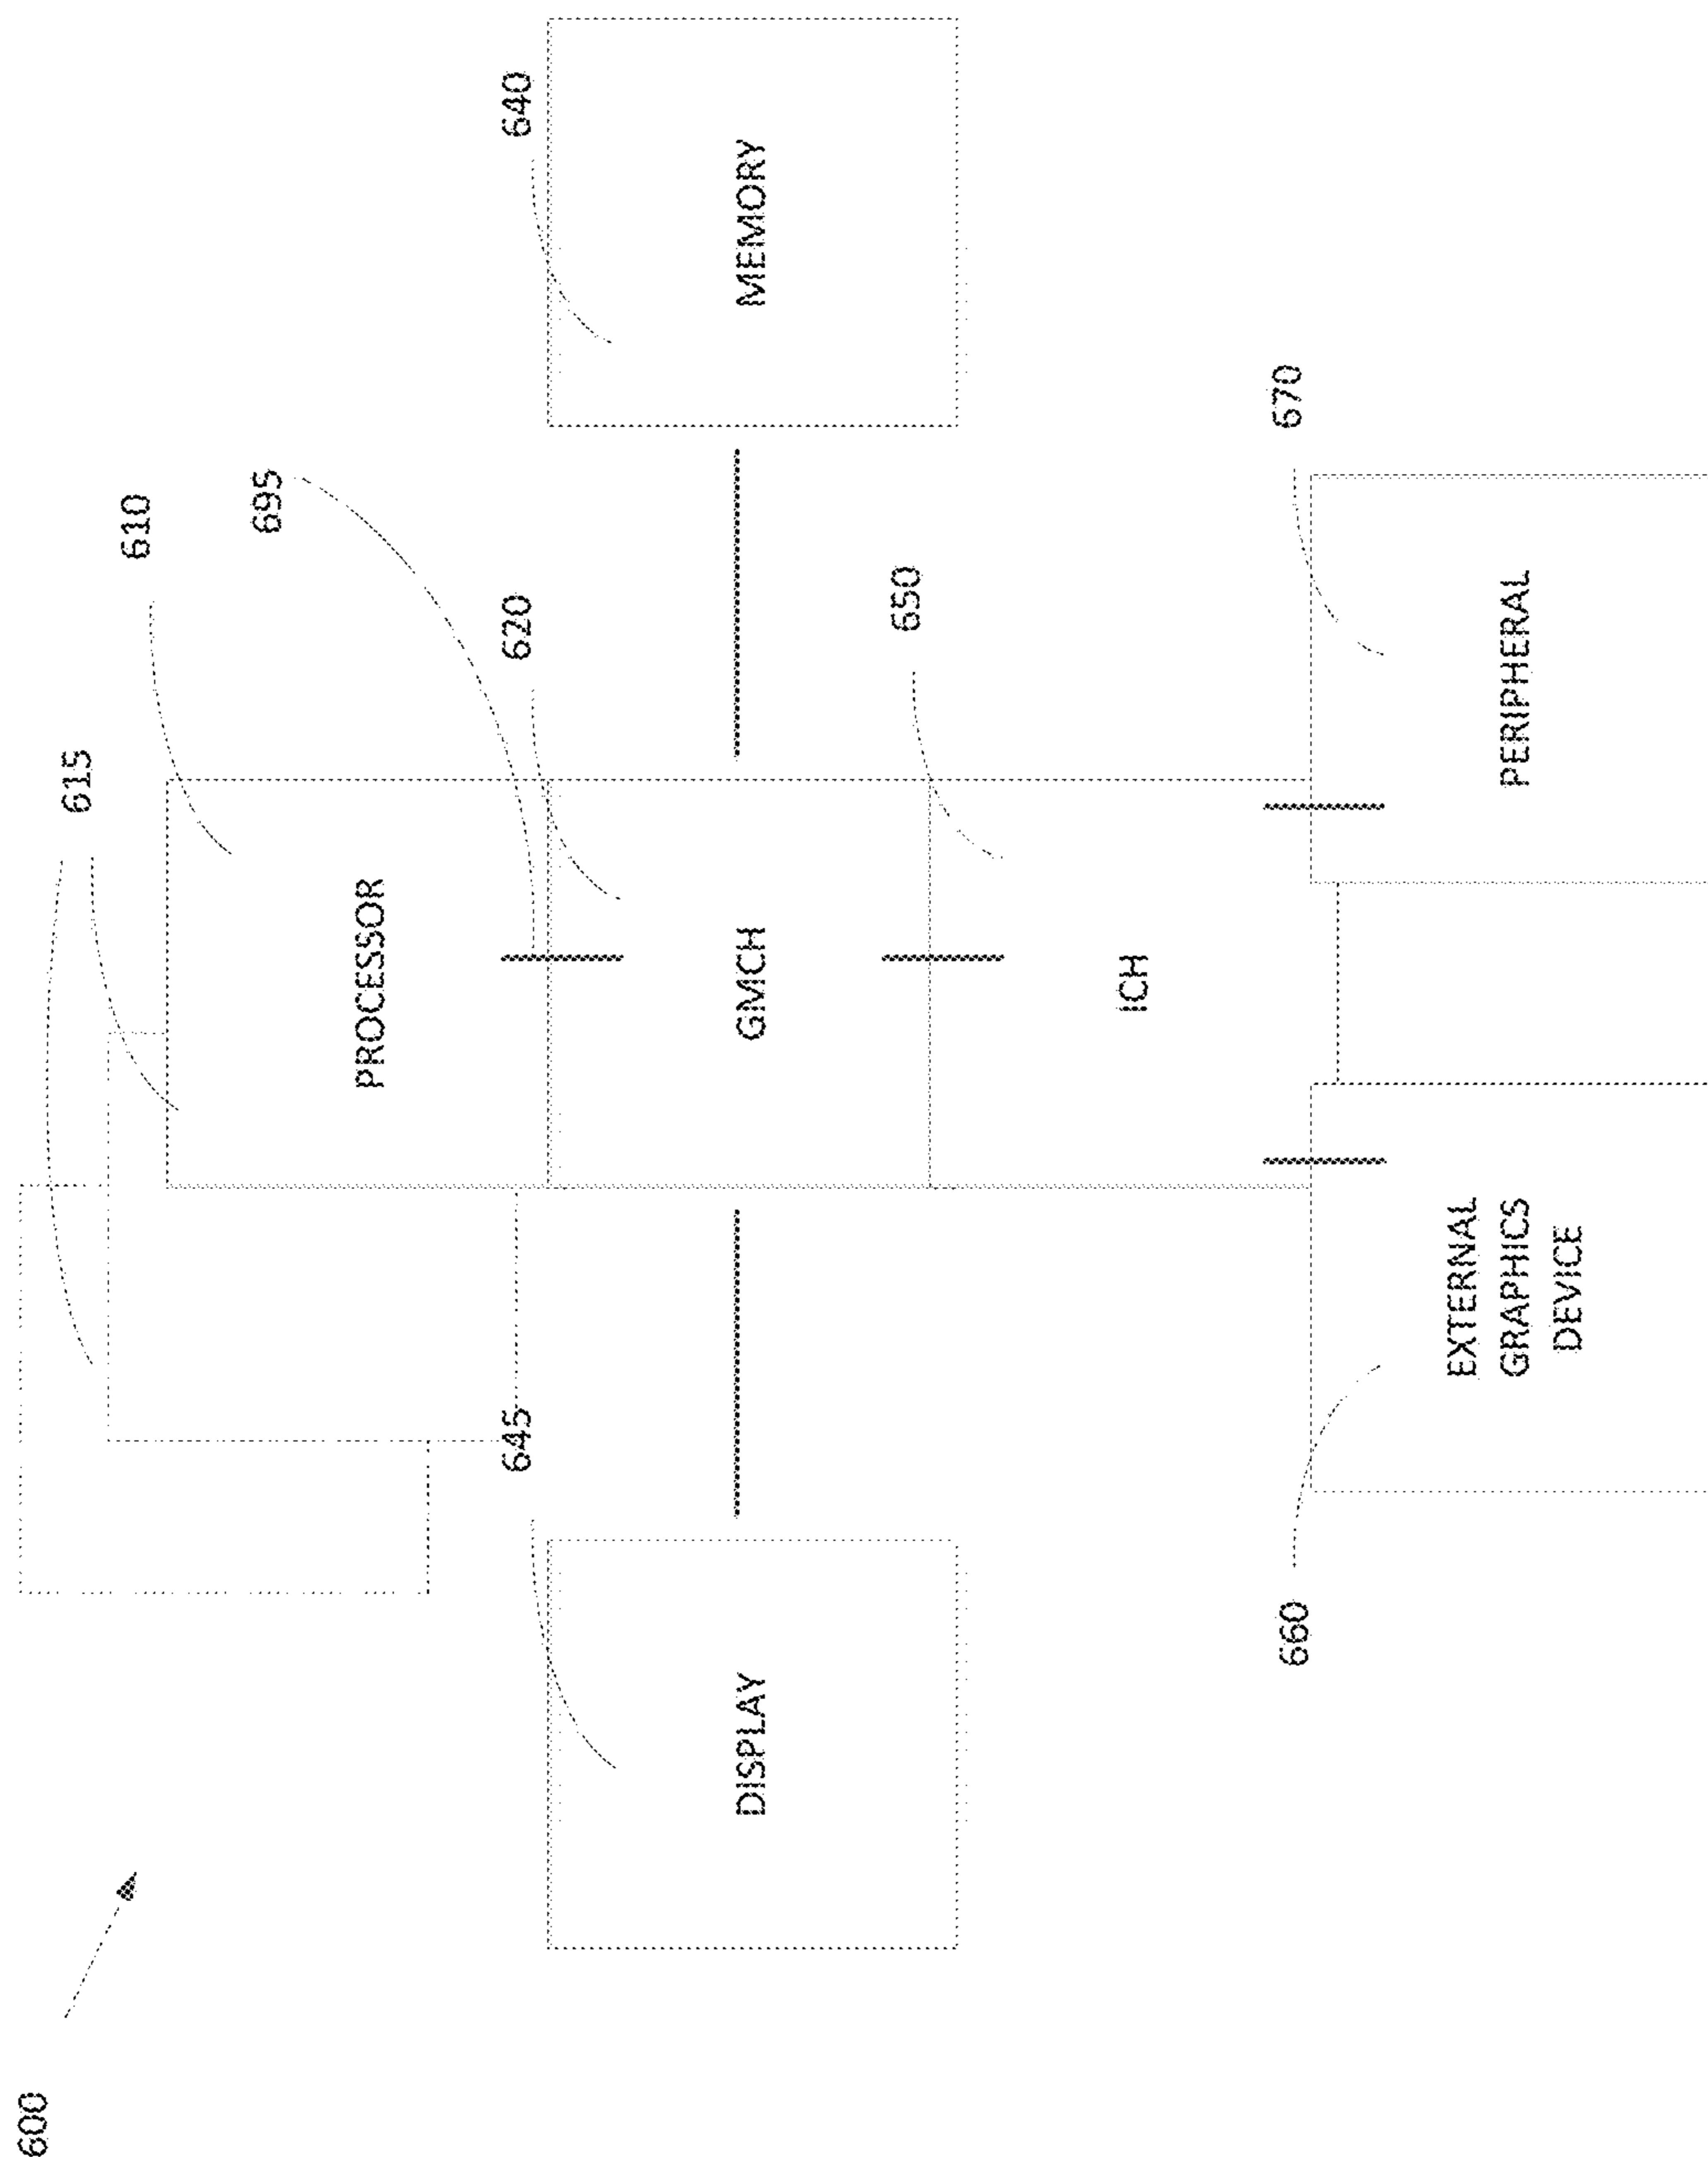 600
615
610
695
PROCESSOR
645
620
640
DISPLAY
GMCH
MEMORY
650
ICH
660
670
EXTERNAL
GRAPHICS
DEVICE
PERIPHERAL